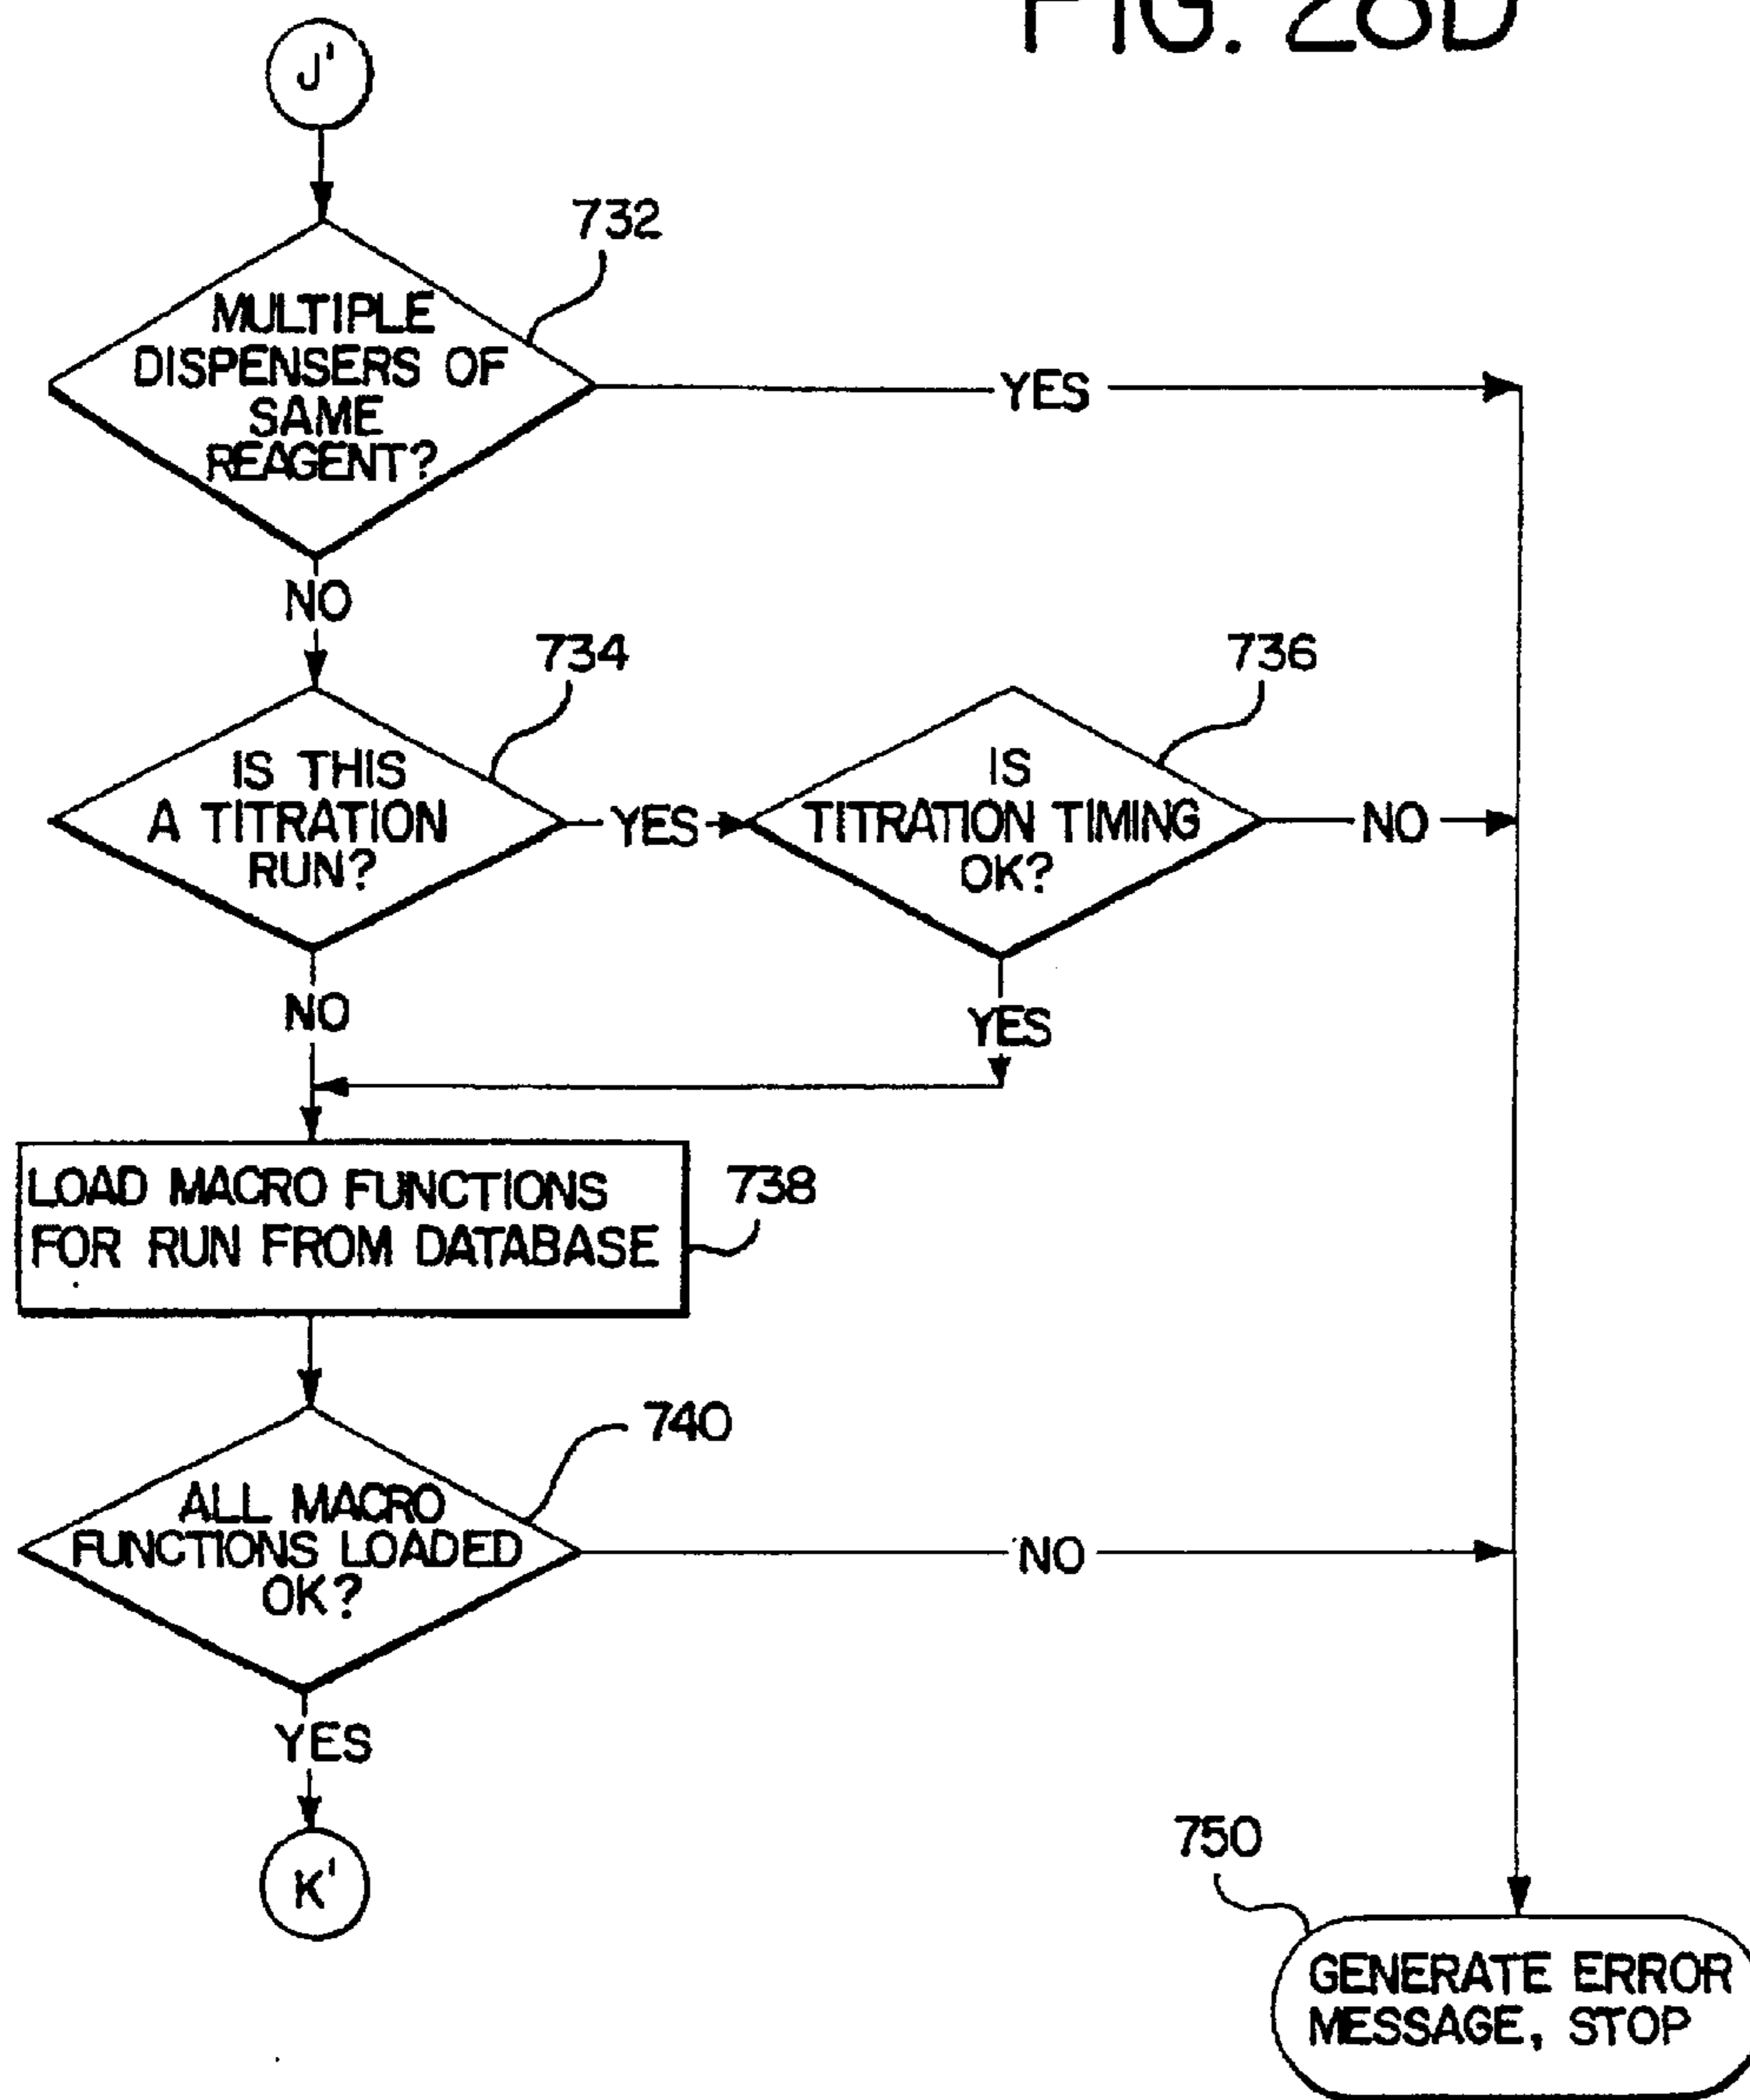 FIG. 28D
J'
732
MULTIPLE
DISPENSERS OF
SAME
REAGENT?
YES
NO
734
736
IS THIS
A TITRATION
RUN?
YES
IS
TITRATION TIMING
OK?
NO
NO
YES
LOAD MACRO FUNCTIONS
FOR RUN FROM DATABASE
738
740
ALL MACRO
FUNCTIONS LOADED
OK?
NO
YES
K'
750
GENERATE ERROR
MESSAGE, STOP